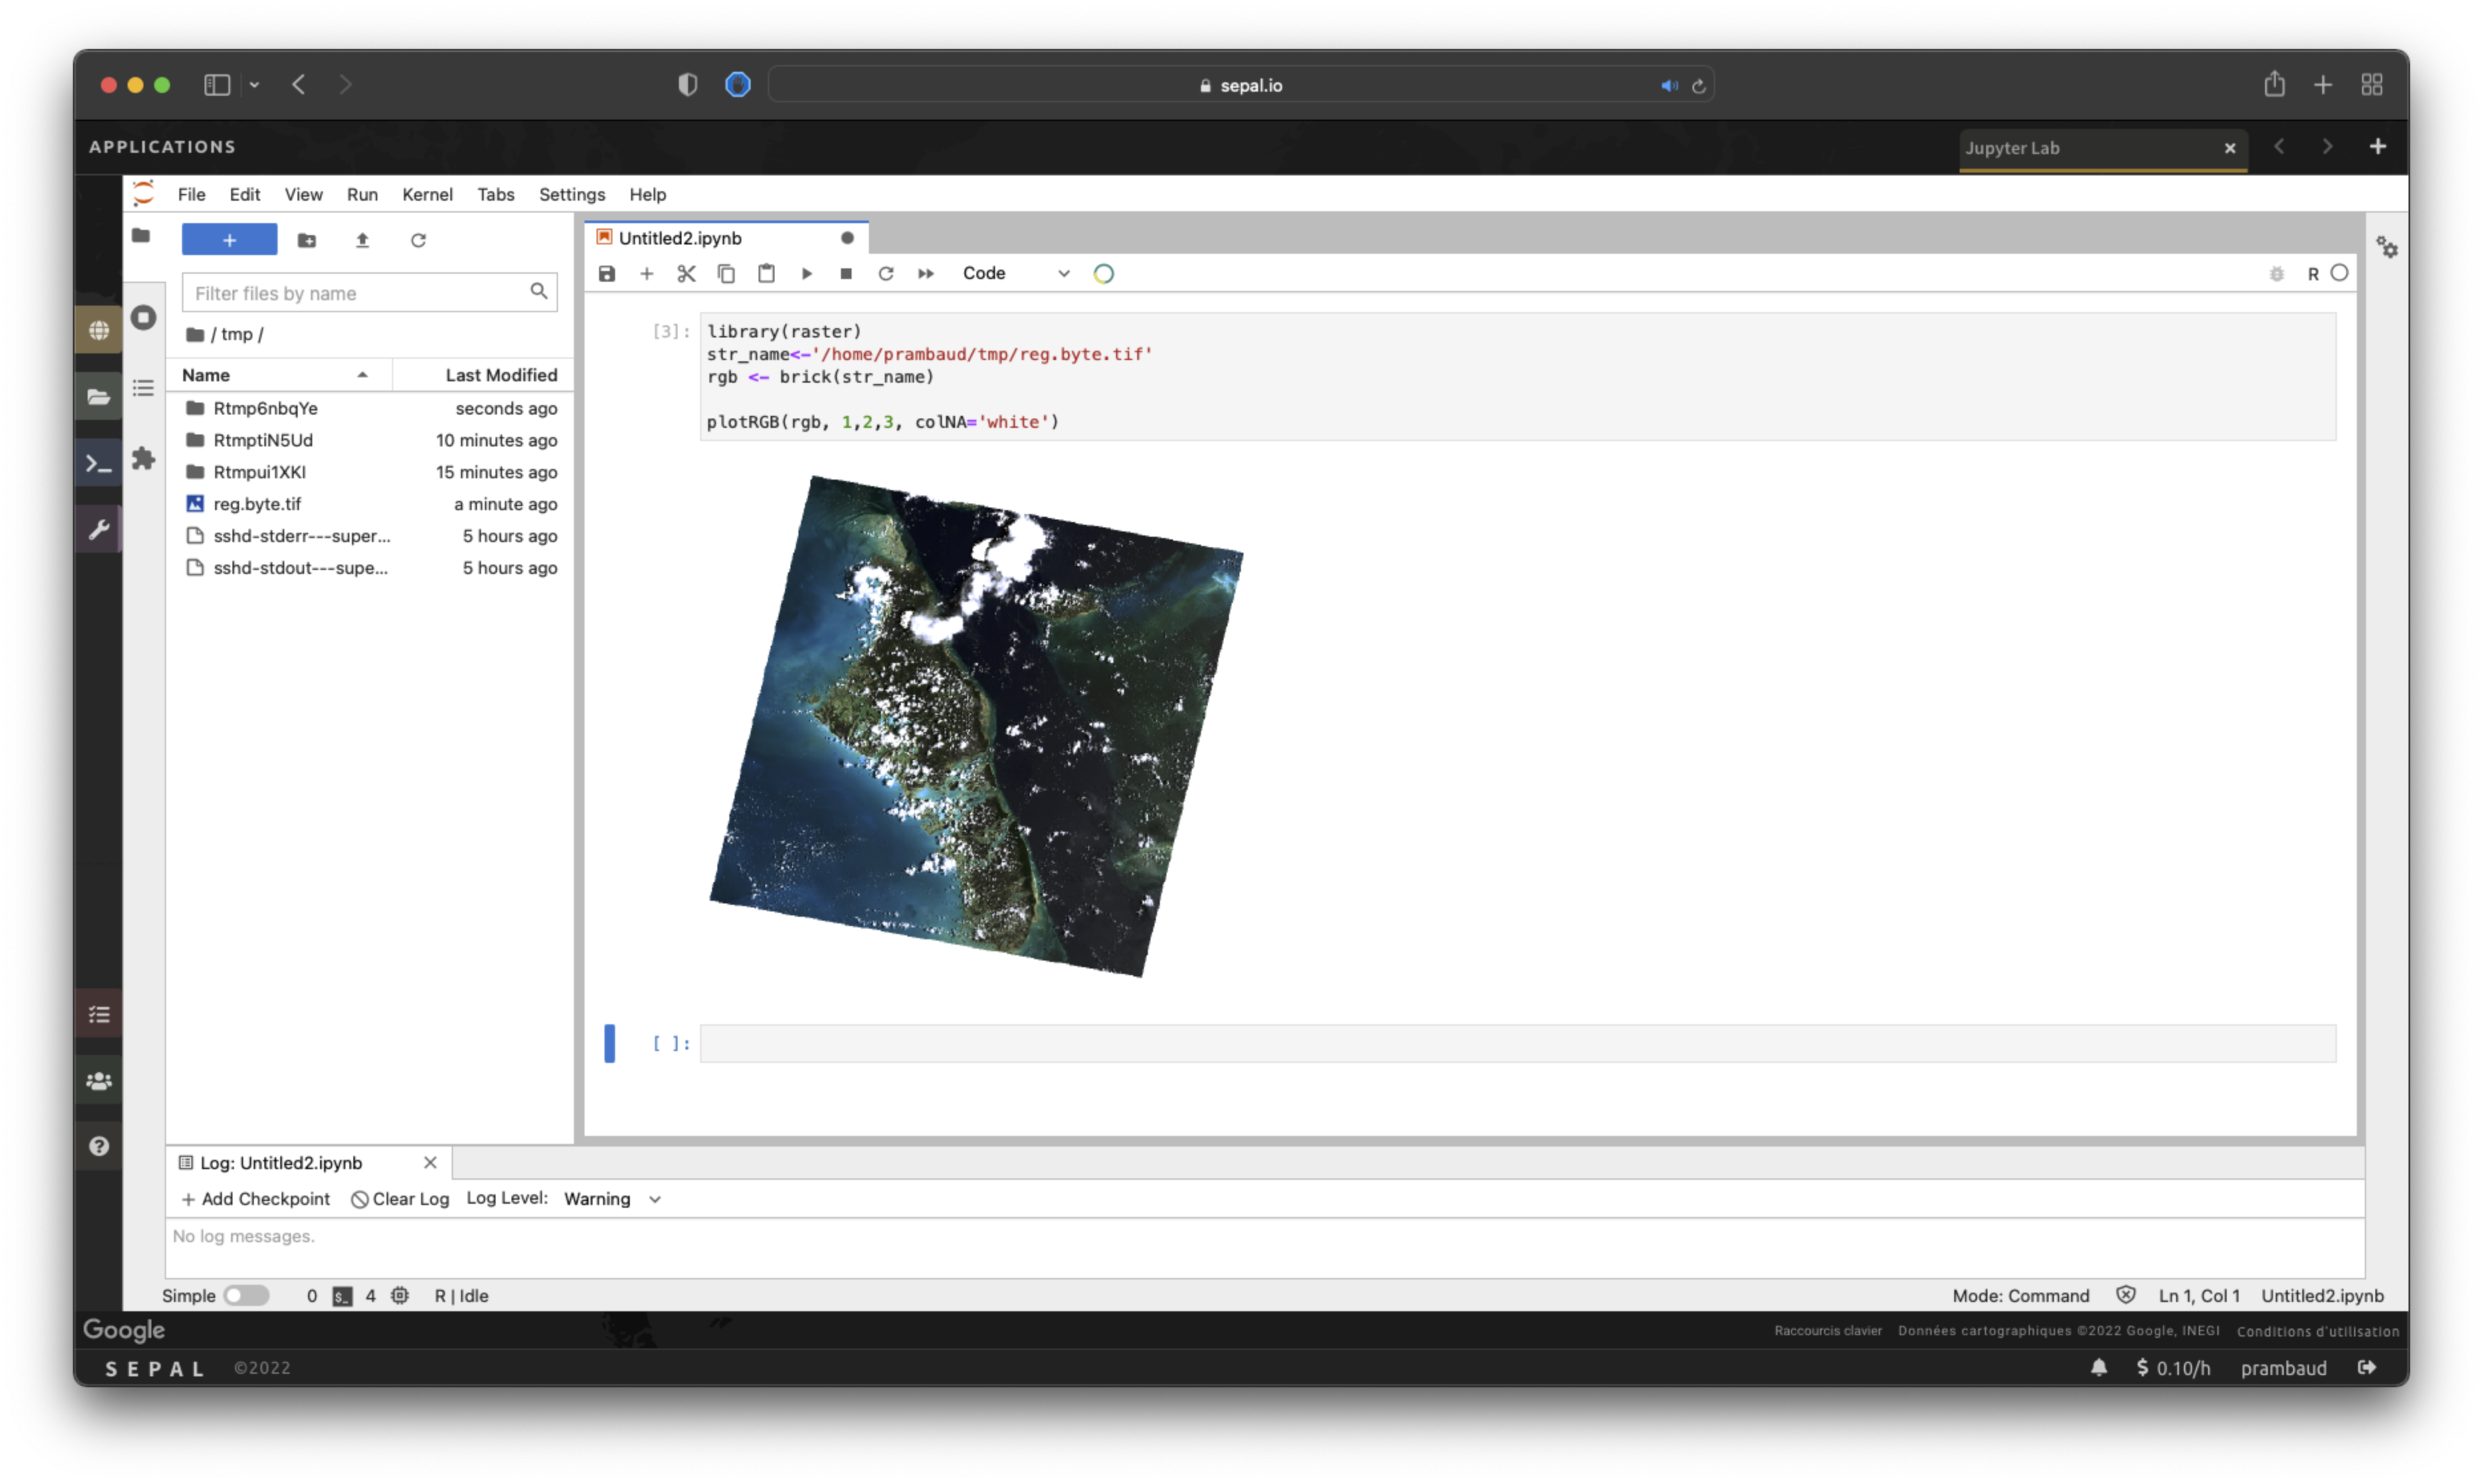 sepal.io
APPLICATIONS
Jupyter Lab
File Edit View Run Kernel Tabs Settings Help
Untitled2.ipynb
Filter files by name
Code
R
/ tmp /
Name Last Modified
Rtmp6nbqYe seconds ago
RtmptiN5Ud 10 minutes ago
Rtmpui1XKI 15 minutes ago
reg.byte.tif a minute ago
sshd-stderr---super... 5 hours ago
sshd-stdout---supe... 5 hours ago
[3]: library(raster)
str_name<-'/home/prambaud/tmp/reg.byte.tif'
rgb <- brick(str_name)
plotRGB(rgb, 1,2,3, colNA='white')
[ ]:
Log: Untitled2.ipynb
+ Add Checkpoint Clear Log Log Level: Warning
No log messages.
Simple 0 $_ 4 R | Idle Mode: Command Ln 1, Col 1 Untitled2.ipynb
Google Raccourcis clavier Données cartographiques ©2022 Google, INEGI Conditions d'utilisation
SEPAL ©2022 $ 0.10/h prambaud